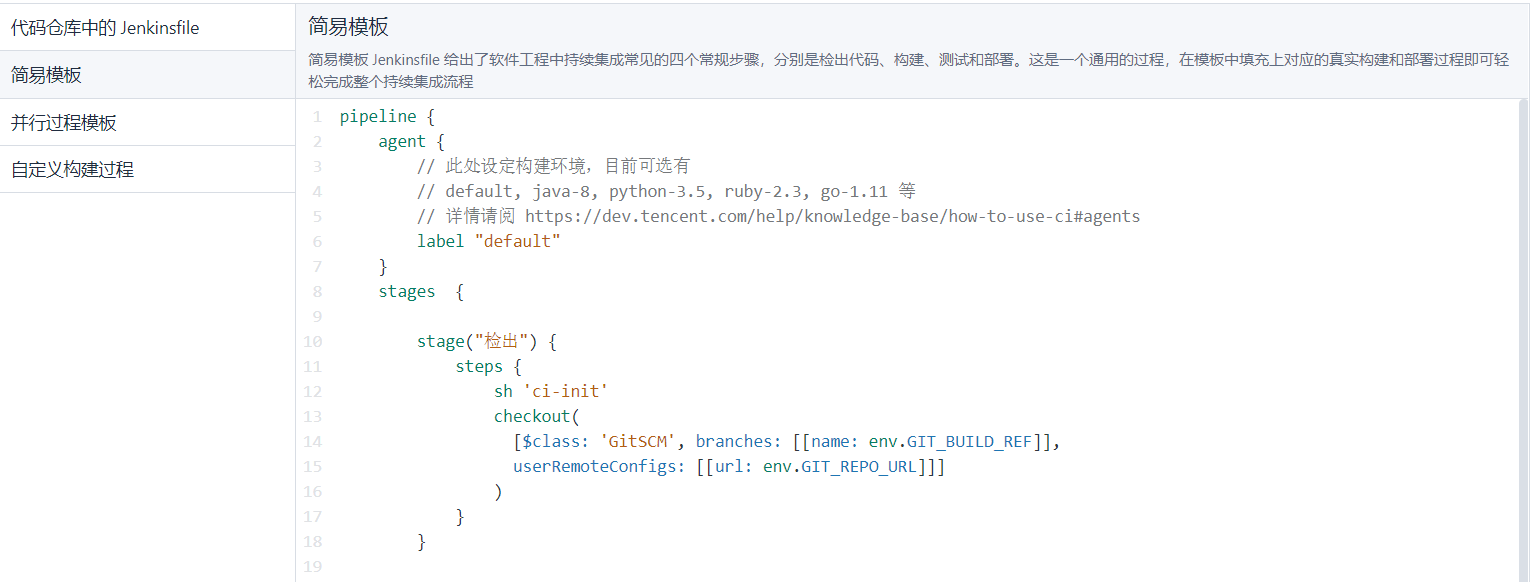 代码仓库中的 Jenkinsfile
简易模板
并行过程模板
自定义构建过程
简易模板
简易模板 Jenkinsfile 给出了软件工程中持续集成常见的四个常规步骤，分别是检出代码、构建、测试和部署。这是一个通用的过程，在模板中填充上对应的真实构建和部署过程即可轻
松完成整个持续集成流程
1 pipeline {
2     agent {
3         // 此处设定构建环境，目前可选有
4         // default, java-8, python-3.5, ruby-2.3, go-1.11 等
5         // 详情请阅 https://dev.tencent.com/help/knowledge-base/how-to-use-ci#agents
6         label "default"
7     }
8     stages  {
9
10         stage("检出") {
11             steps {
12                 sh 'ci-init'
13                 checkout(
14                   [$class: 'GitSCM', branches: [[name: env.GIT_BUILD_REF]],
15                   userRemoteConfigs: [[url: env.GIT_REPO_URL]]]
16                 )
17             }
18         }
19